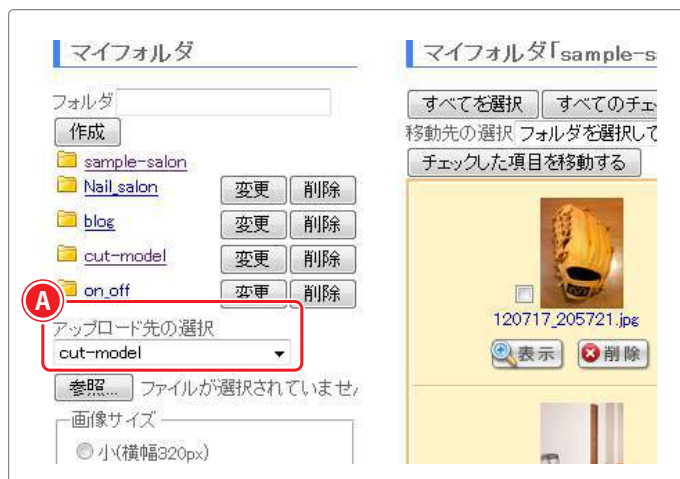 マイフォルダ
フォルダ
作成
sample-salon
Nail_salon 変更 削除
blog 変更 削除
cut-model 変更 削除
on_off 変更 削除
A
アップロード先の選択
cut-model
参照... ファイルが選択されていませ
画像サイズ
小(横幅320px)
マイフォルダ「sample-s
すべてを選択 すべてのチェ
移動先の選択 フォルダを選択して
チェックした項目を移動する
120717_205721.jpg
表示 削除